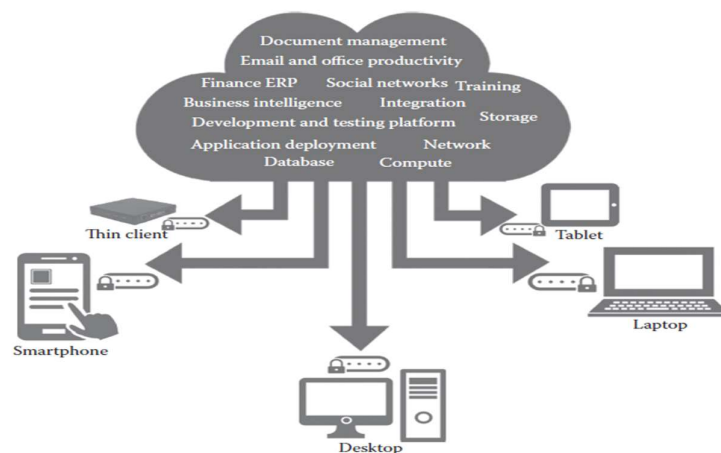 Document management
Email and office productivity
Finance ERP Social networks Training
Business intelligence Integration
Storage
Development and testing platform
Application deployment Network
Database Compute
Thin client
Tablet
Smartphone
Laptop
Desktop